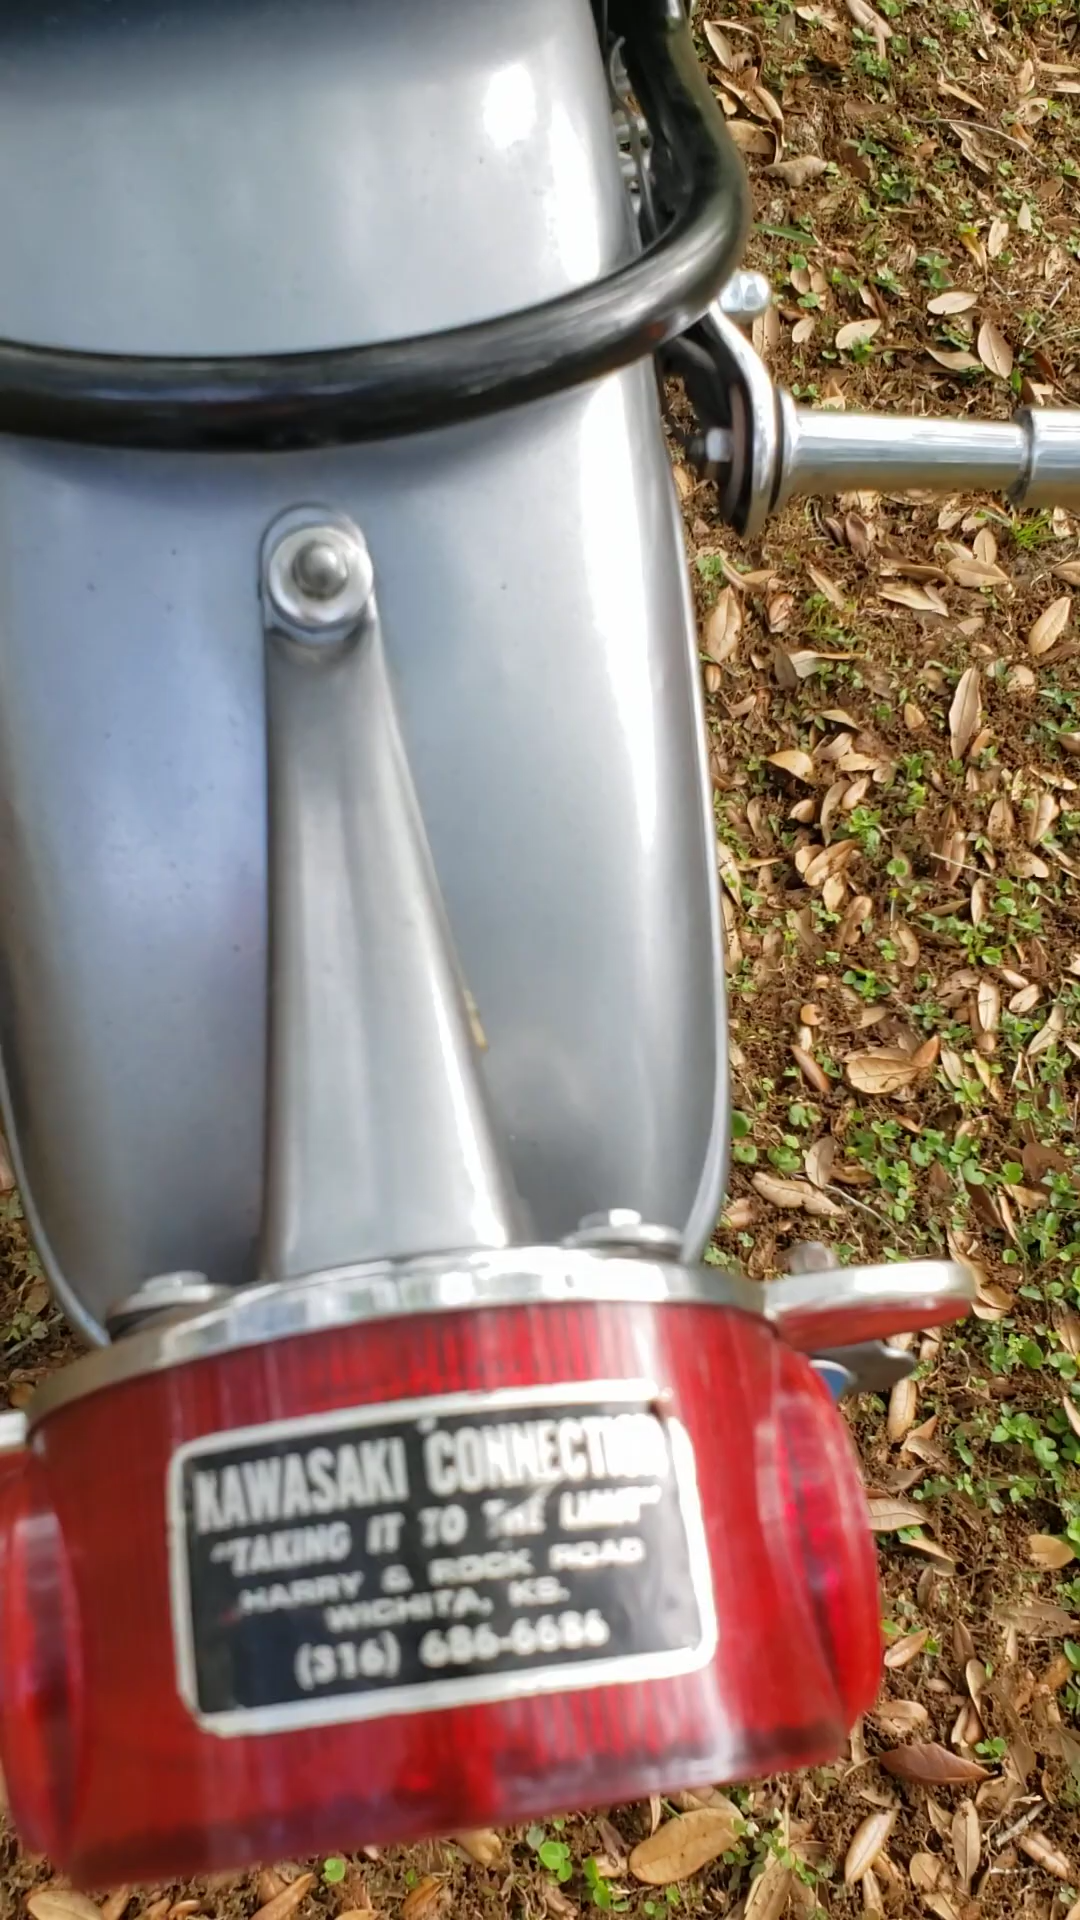 KAWASAKI CONNECTION
"TAKING IT TO THE LIMIT"
HARRY & ROCK ROAD
WICHITA, KS.
(316) 686-6686